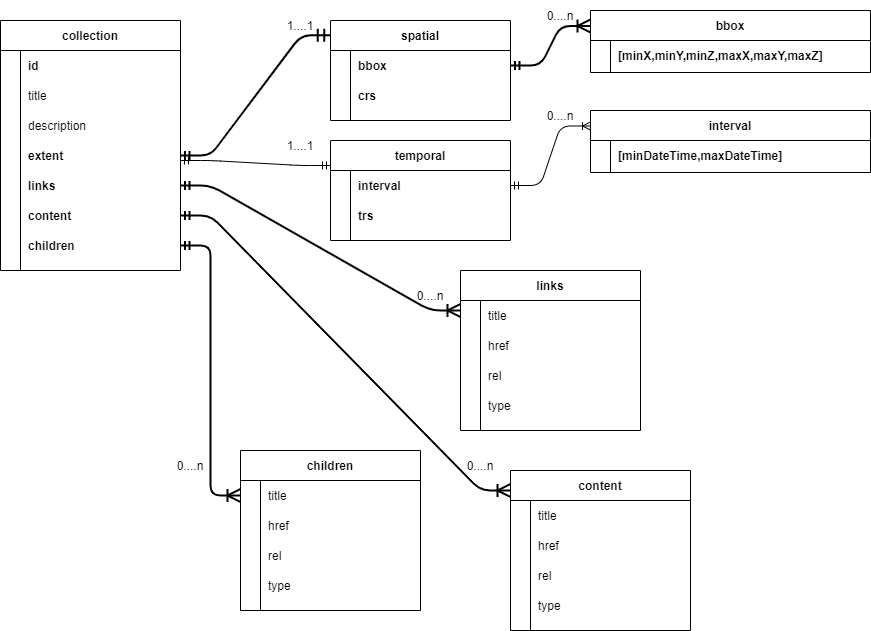 collection
id
title
description
extent
links
content
children
1....1
spatial
bbox
crs
0....n
bbox
[minX,minY,minZ,maxX,maxY,maxZ]
1....1
temporal
interval
trs
0....n
interval
[minDateTime,maxDateTime]
0....n
links
title
href
rel
type
0....n
children
title
href
rel
type
0....n
content
title
href
rel
type